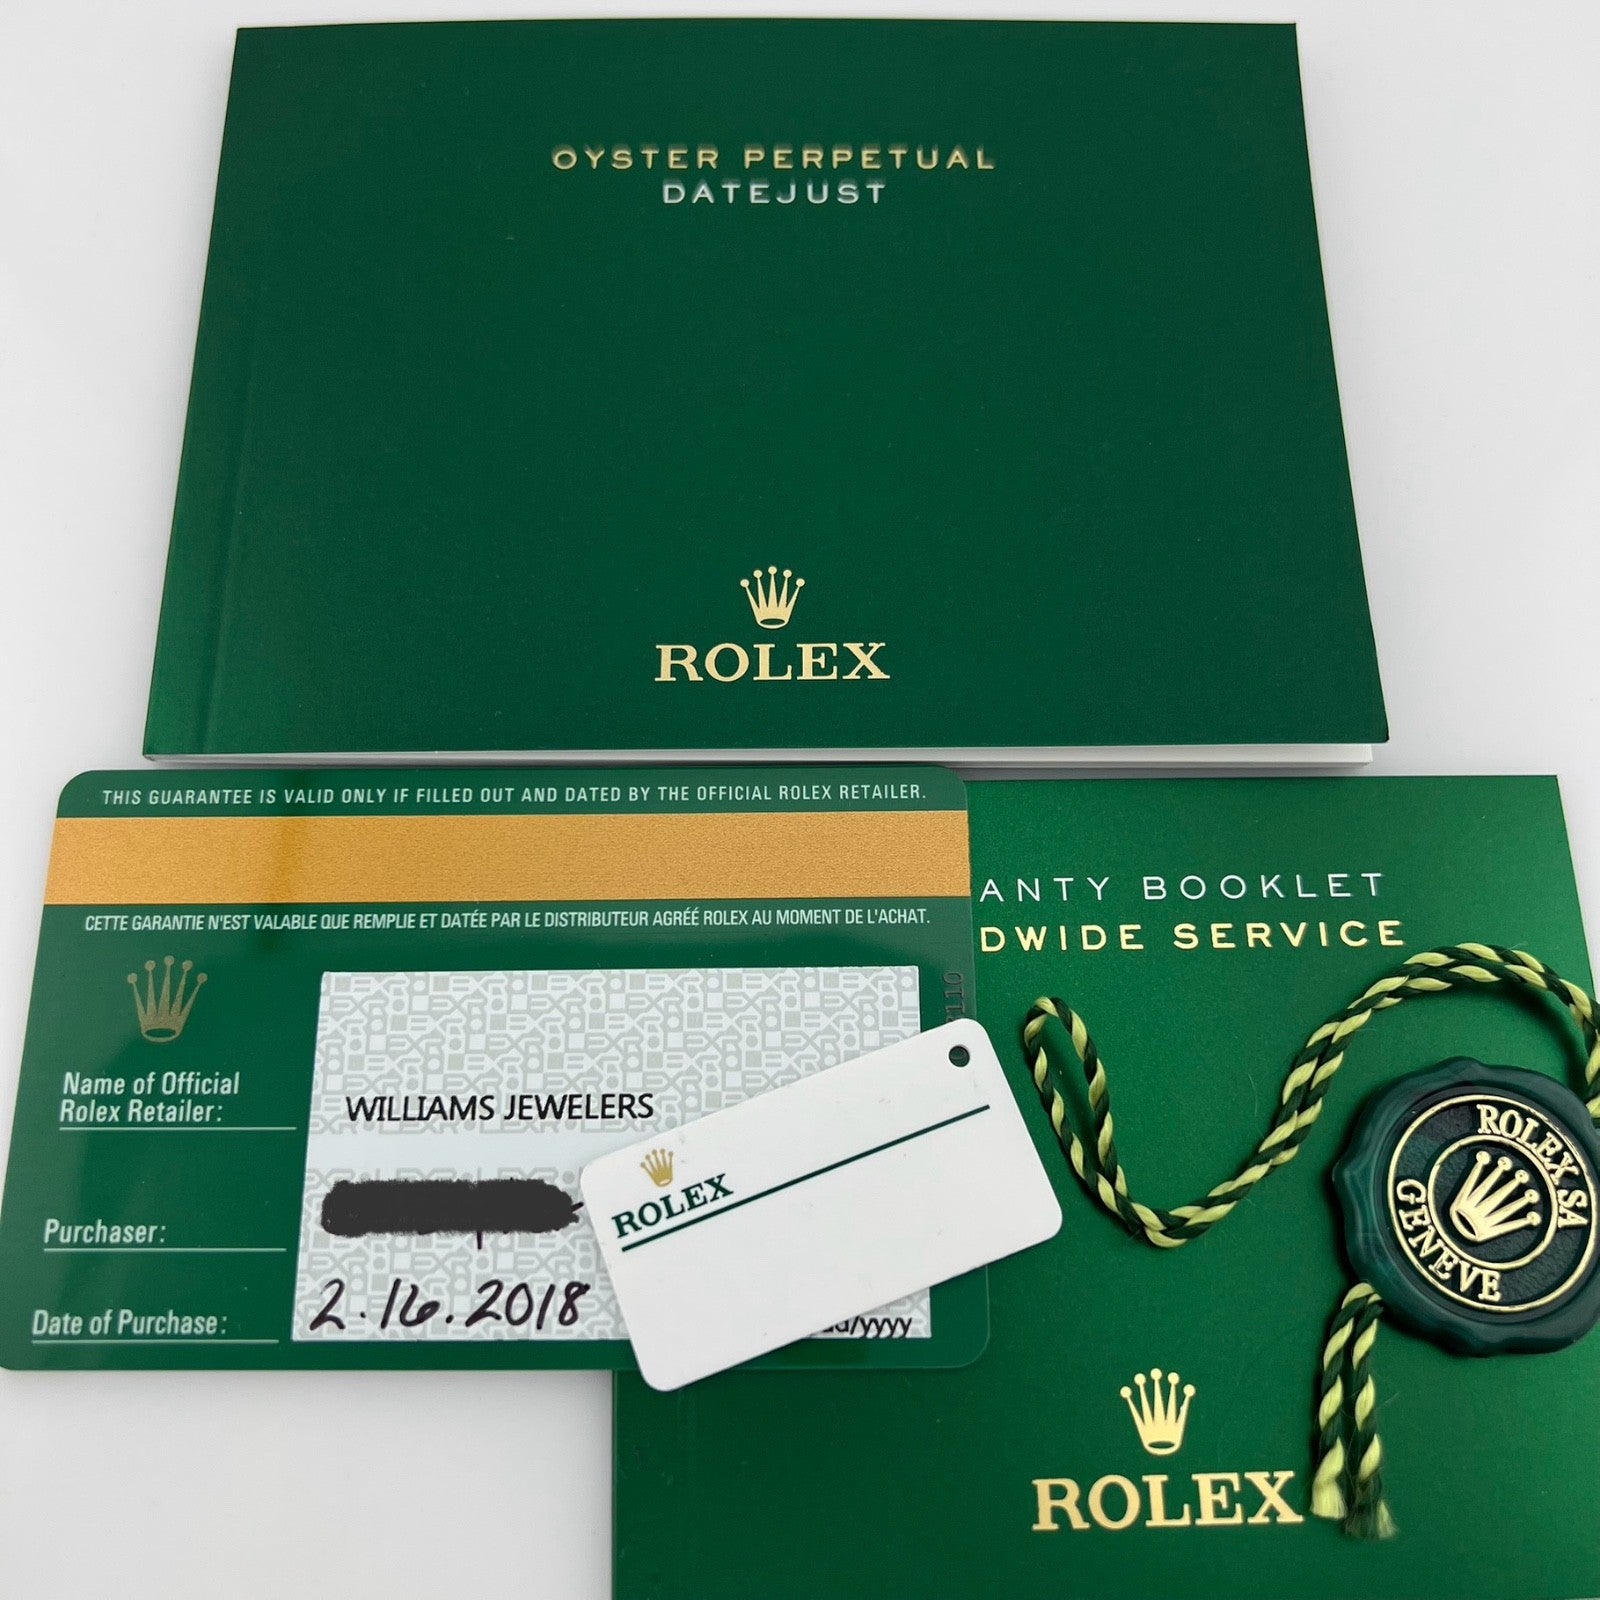 OYSTER PERPETUAL
DATEJUST
ROLEX
THIS GUARANTEE IS VALID ONLY IF FILLED OUT AND DATED BY THE OFFICIAL ROLEX RETAILER.
CETTE GARANTIE N'EST VALABLE QUE REMPLIE ET DATÉE PAR LE DISTRIBUTEUR AGRÉÉ ROLEX AU MOMENT DE L'ACHAT.
Name of Official
Rolex Retailer:
WILLIAMS JEWELERS
Purchaser:
Date of Purchase:
2.16.2018
dd/yyyy
110
ROLEX
ANTY BOOKLET
DWIDE SERVICE
ROLEX SA
GENEVE
ROLEX